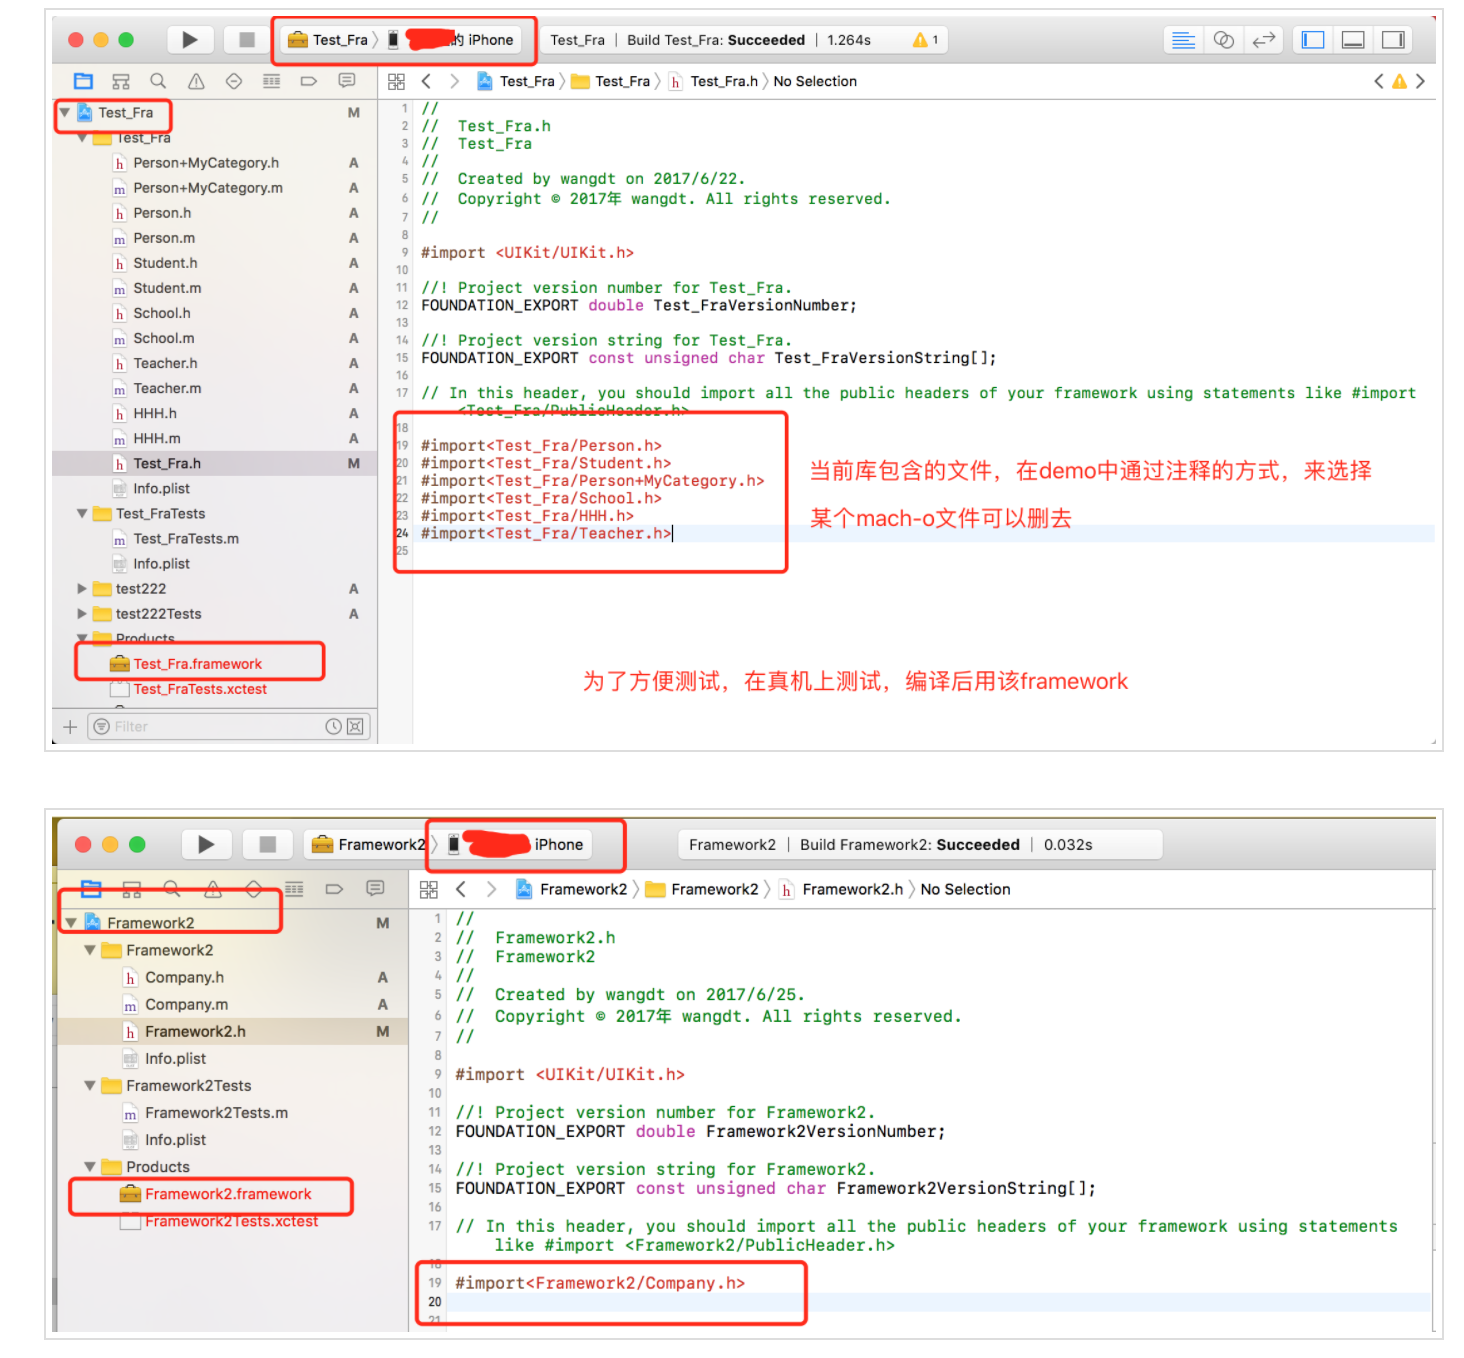 Test_Fra 的 iPhone Test_Fra | Build Test_Fra: Succeeded | 1.264s 1
Test_Fra Test_Fra Test_Fra.h No Selection
Test_Fra M
Test_Fra
Person+MyCategory.h A
Person+MyCategory.m A
Person.h A
Person.m A
Student.h A
Student.m A
School.h A
School.m A
Teacher.h A
Teacher.m A
HHH.h A
HHH.m A
Test_Fra.h M
Info.plist
Test_FraTests
Test_FraTests.m
Info.plist
test222 A
test222Tests A
Products
Test_Fra.framework
Test_FraTests.xctest
Filter
1 //
2 // Test_Fra.h
3 // Test_Fra
4 //
5 // Created by wangdt on 2017/6/22.
6 // Copyright © 2017年 wangdt. All rights reserved.
7 //
8
9 #import <UIKit/UIKit.h>
10
11 //! Project version number for Test_Fra.
12 FOUNDATION_EXPORT double Test_FraVersionNumber;
13
14 //! Project version string for Test_Fra.
15 FOUNDATION_EXPORT const unsigned char Test_FraVersionString[];
16
17 // In this header, you should import all the public headers of your framework using statements like #import
<Test_Fra/PublicHeader.h>
18
19 #import<Test_Fra/Person.h>
20 #import<Test_Fra/Student.h>
21 #import<Test_Fra/Person+MyCategory.h>
22 #import<Test_Fra/School.h>
23 #import<Test_Fra/HHH.h>
24 #import<Test_Fra/Teacher.h>
25
当前库包含的文件，在demo中通过注释的方式，来选择
某个mach-o文件可以删去
为了方便测试，在真机上测试，编译后用该framework
Framework2 iPhone Framework2 | Build Framework2: Succeeded | 0.032s
Framework2 Framework2 Framework2.h No Selection
Framework2 M
Framework2
Company.h A
Company.m A
Framework2.h M
Info.plist
Framework2Tests
Framework2Tests.m
Info.plist
Products
Framework2.framework
Framework2Tests.xctest
1 //
2 // Framework2.h
3 // Framework2
4 //
5 // Created by wangdt on 2017/6/25.
6 // Copyright © 2017年 wangdt. All rights reserved.
7 //
8
9 #import <UIKit/UIKit.h>
10
11 //! Project version number for Framework2.
12 FOUNDATION_EXPORT double Framework2VersionNumber;
13
14 //! Project version string for Framework2.
15 FOUNDATION_EXPORT const unsigned char Framework2VersionString[];
16
17 // In this header, you should import all the public headers of your framework using statements
like #import <Framework2/PublicHeader.h>
18
19 #import<Framework2/Company.h>
20
21